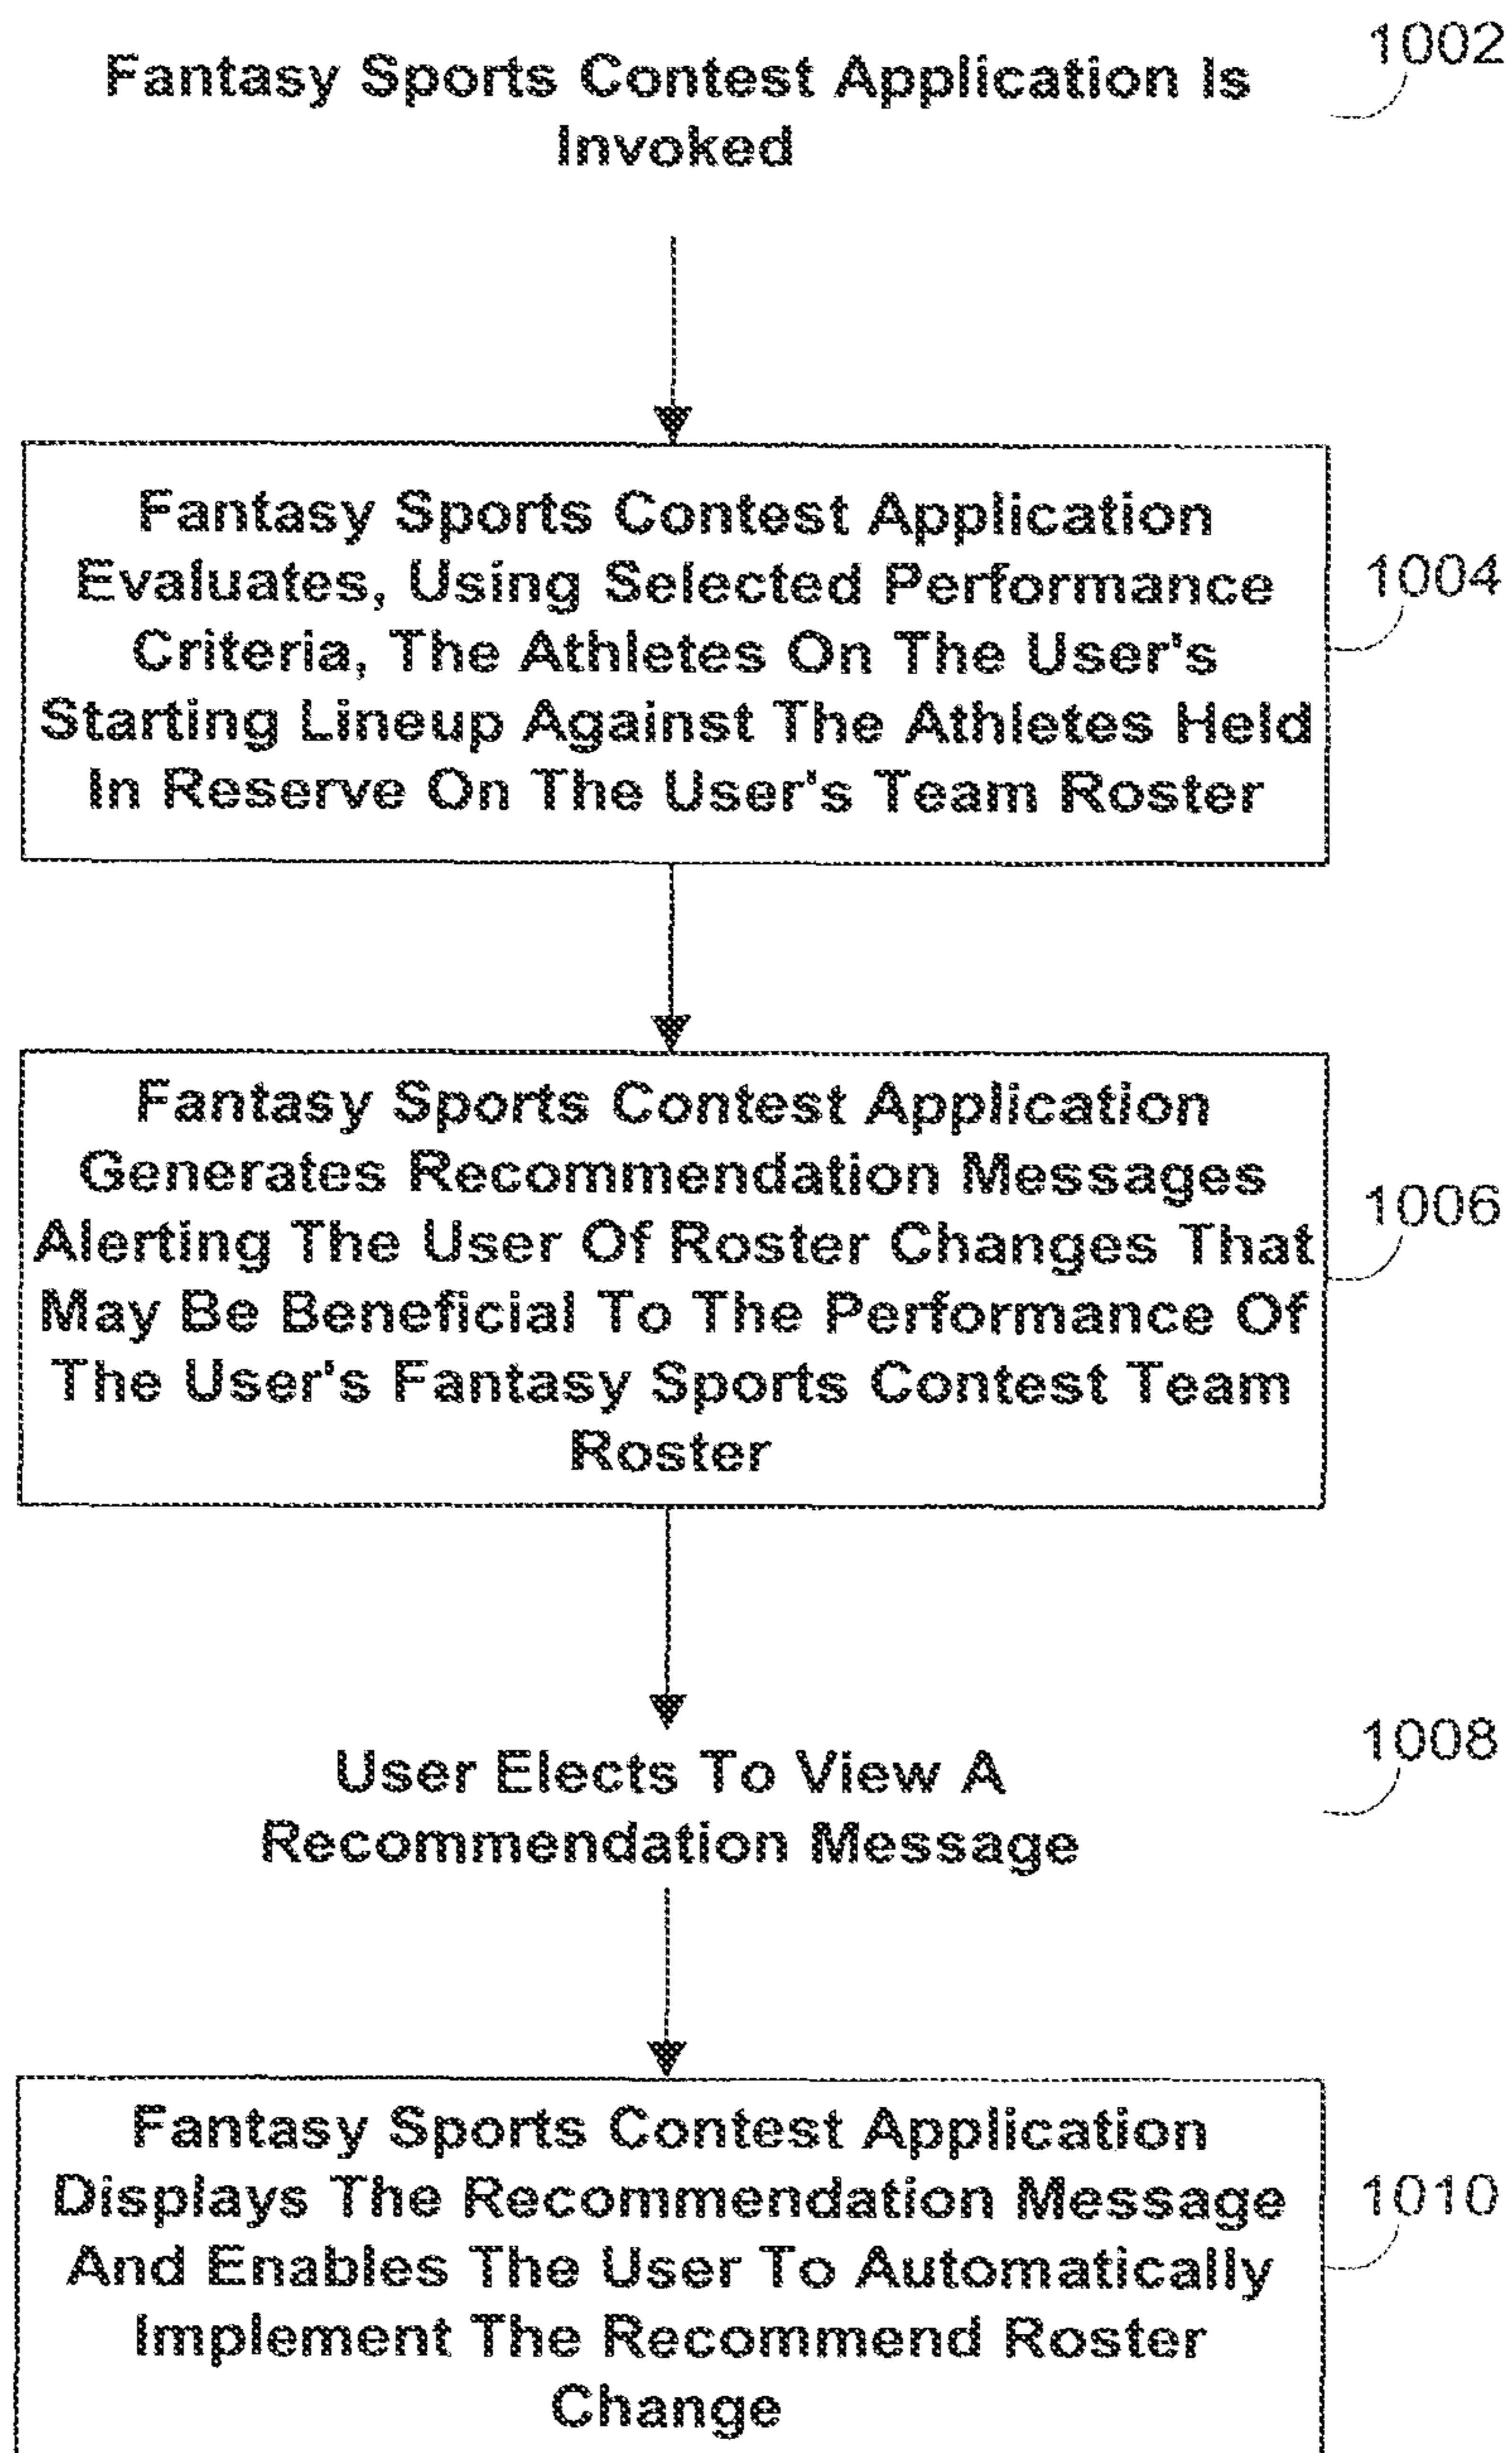 Fantasy Sports Contest Application Is
Invoked
1002
Fantasy Sports Contest Application
Evaluates, Using Selected Performance
Criteria, The Athletes On The User's
Starting Lineup Against The Athletes Held
In Reserve On The User's Team Roster
1004
Fantasy Sports Contest Application
Generates Recommendation Messages
Alerting The User Of Roster Changes That
May Be Beneficial To The Performance Of
The User's Fantasy Sports Contest Team
Roster
1006
User Elects To View A
Recommendation Message
1008
Fantasy Sports Contest Application
Displays The Recommendation Message
And Enables The User To Automatically
Implement The Recommend Roster
Change
1010